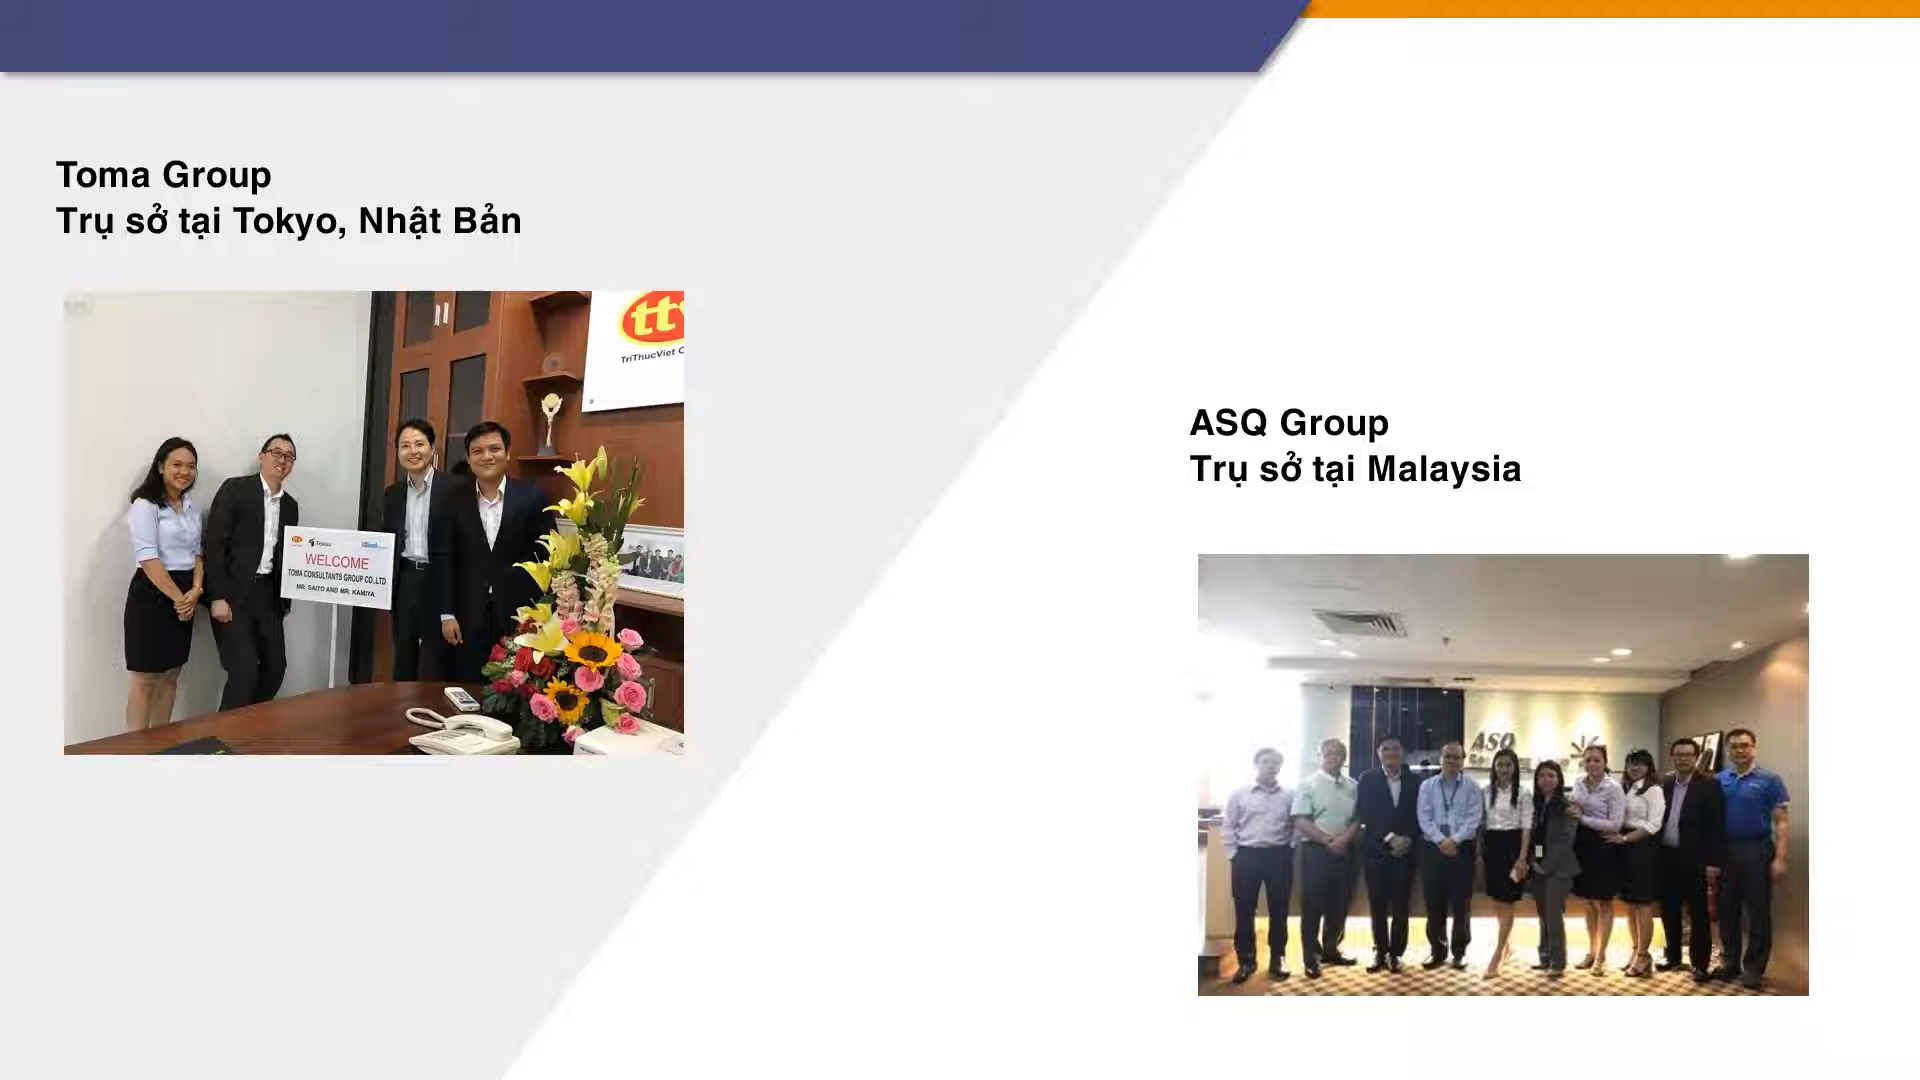 Toma Group
Trụ sở tại Tokyo, Nhật Bản
TriThucViet
WELCOME
TOMA CONSULTANTS GROUP CO.,LTD
MR. SAITO AND MR. KAMIYA
ASQ Group
Trụ sở tại Malaysia
ASQ